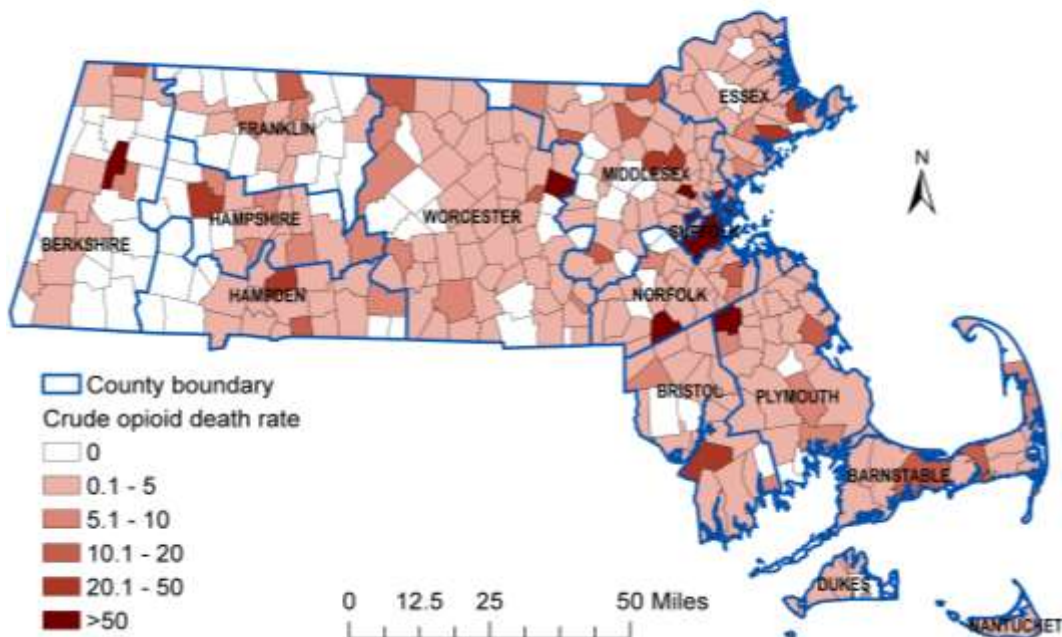 ESSEX
FRANKLIN
MIDDLESEX
N
HAMPSHIRE
WORCESTER
SUFFOLK
BERKSHIRE
HAMPDEN
NORFOLK
County boundary
BRISTOL
PLYMOUTH
Crude opioid death rate
0
0.1 - 5
BARNSTABLE
5.1 - 10
10.1 - 20
20.1 - 50
0 12.5 25 50 Miles
DUKES
>50
NANTUCKET